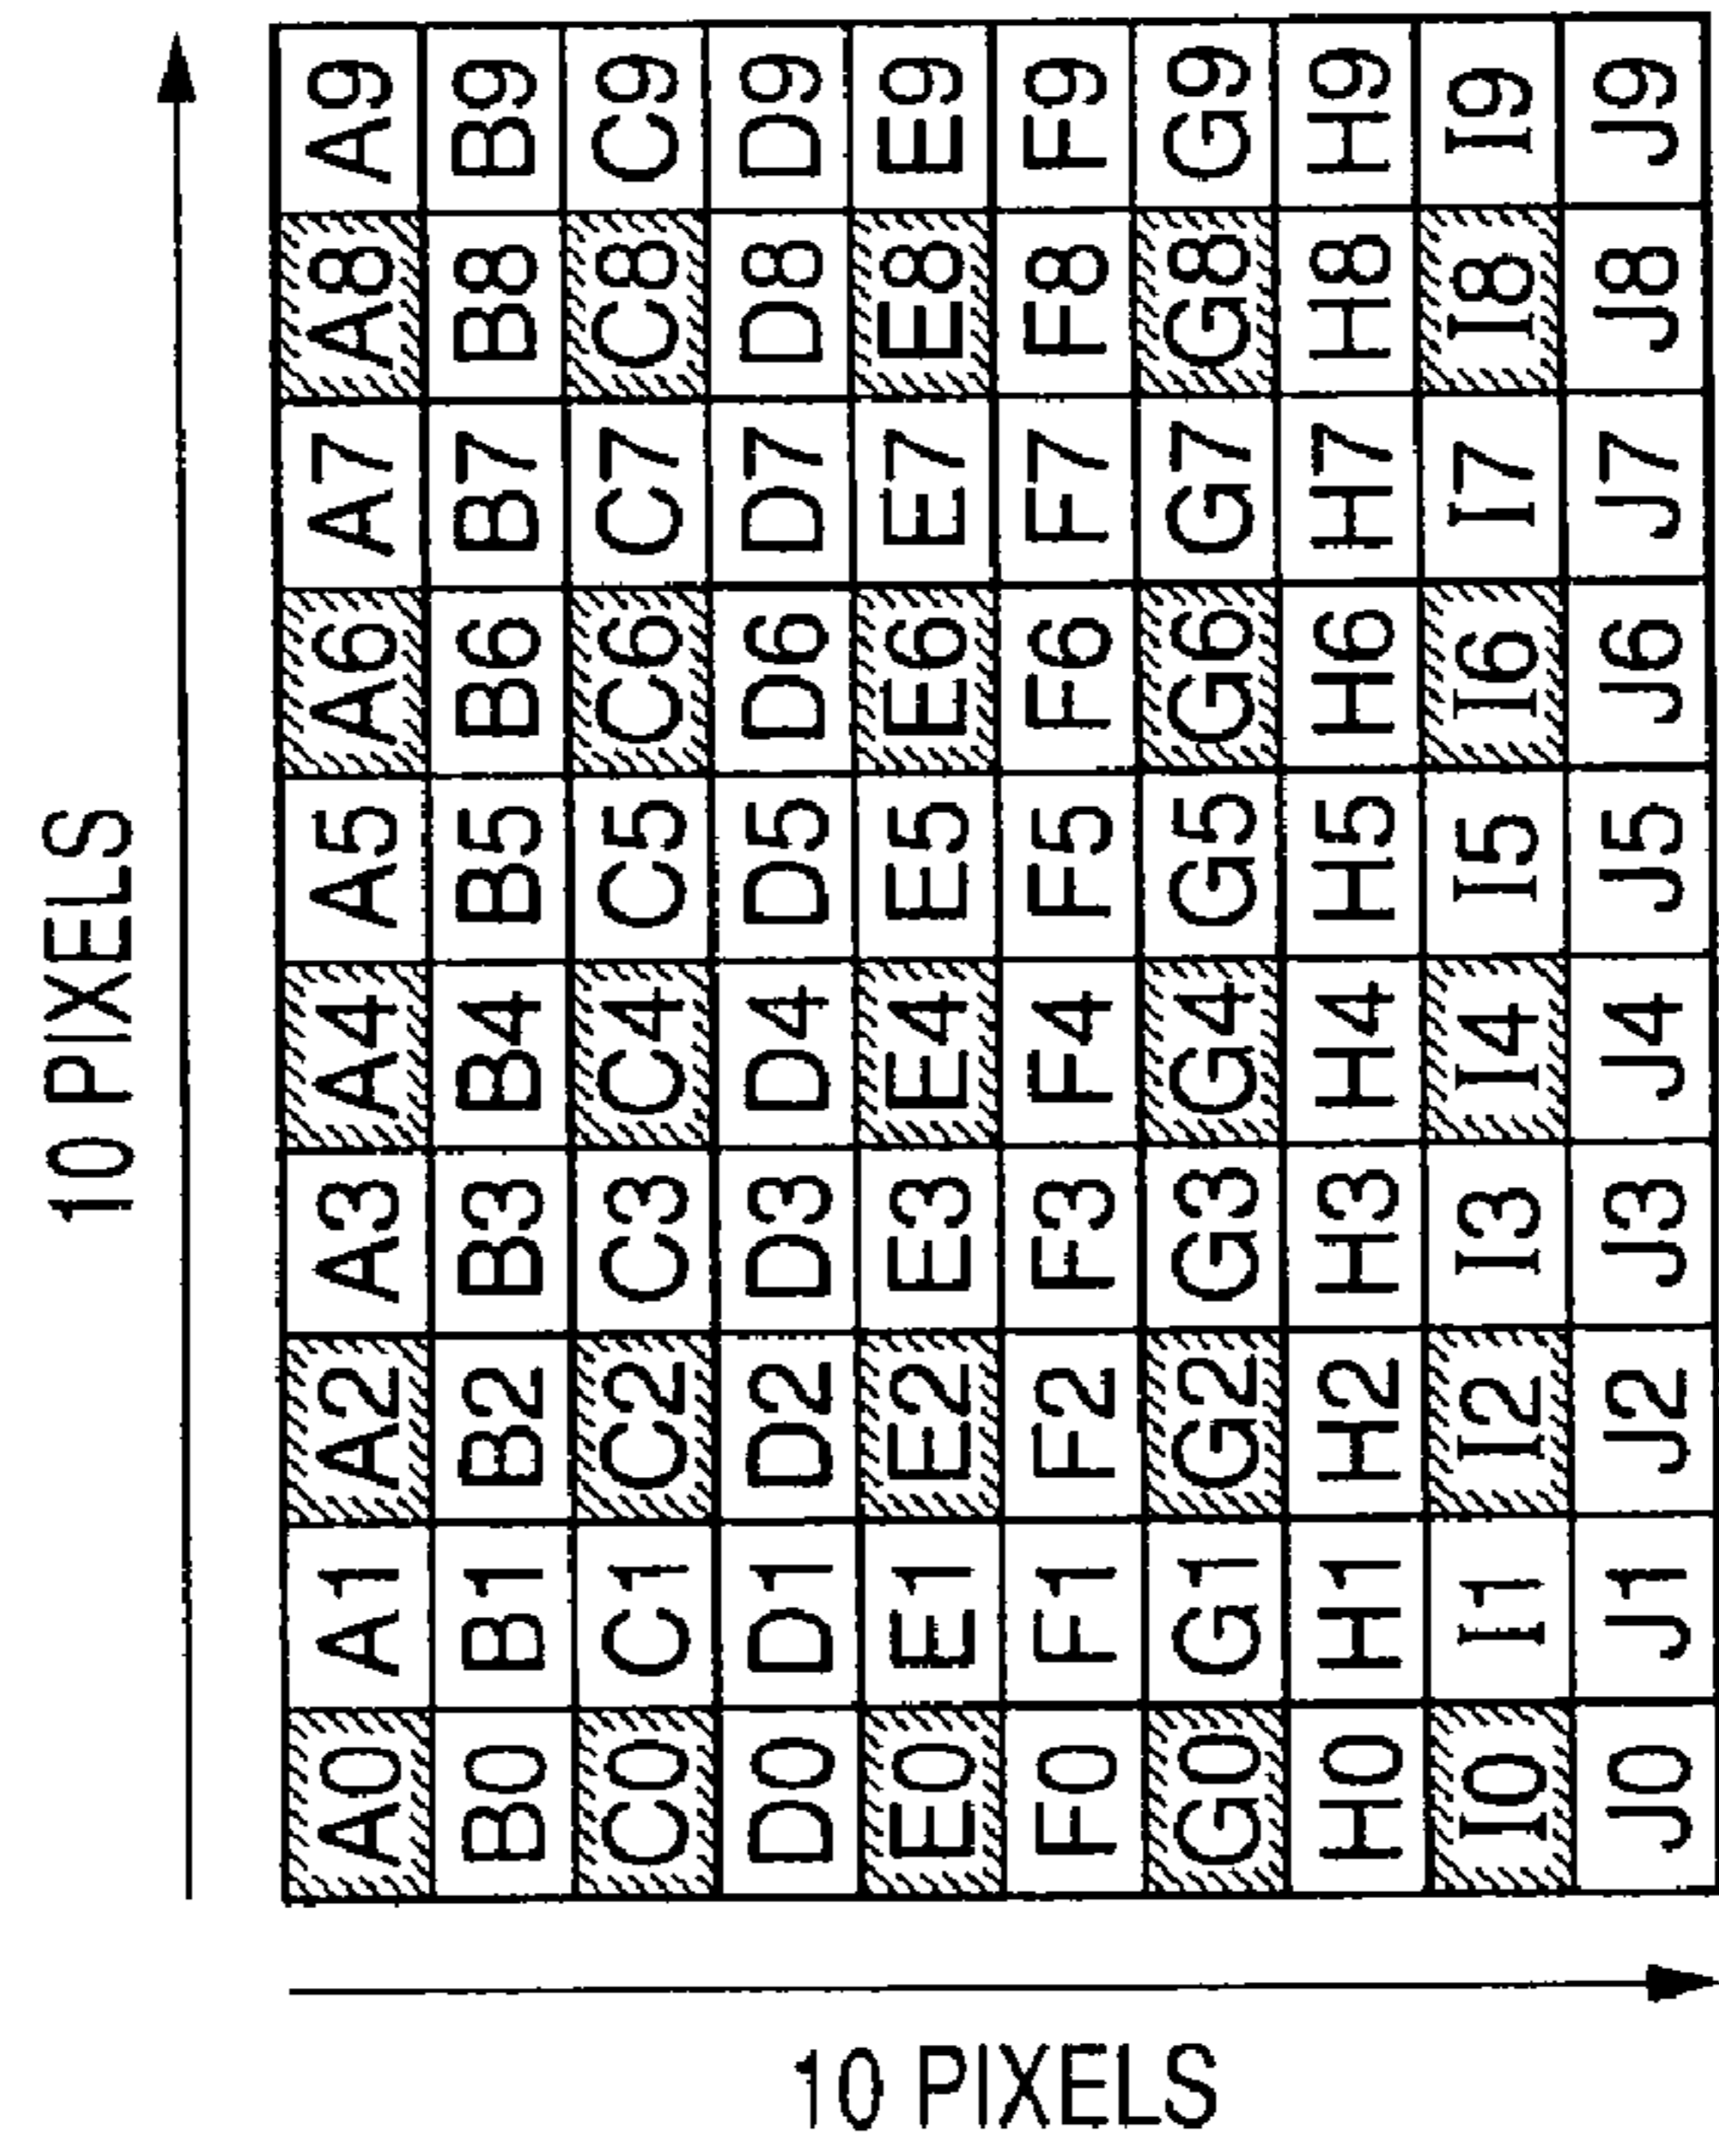 10 PIXELS
A0 A1 A2 A3 A4 A5 A6 A7 A8 A9
B0 B1 B2 B3 B4 B5 B6 B7 B8 B9
C0 C1 C2 C3 C4 C5 C6 C7 C8 C9
D0 D1 D2 D3 D4 D5 D6 D7 D8 D9
E0 E1 E2 E3 E4 E5 E6 E7 E8 E9
F0 F1 F2 F3 F4 F5 F6 F7 F8 F9
G0 G1 G2 G3 G4 G5 G6 G7 G8 G9
H0 H1 H2 H3 H4 H5 H6 H7 H8 H9
I0 I1 I2 I3 I4 I5 I6 I7 I8 I9
J0 J1 J2 J3 J4 J5 J6 J7 J8 J9
10 PIXELS